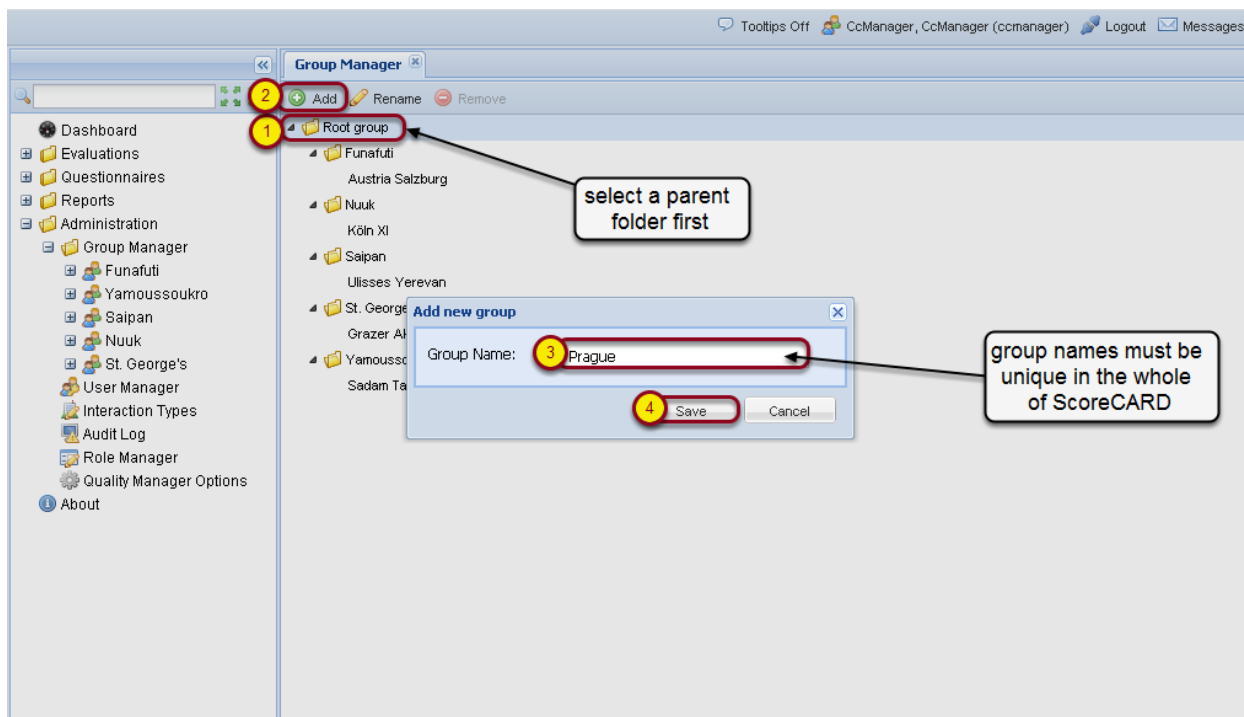 Tooltips Off CcManager, CcManager (ccmanager) Logout Messages
Group Manager
2 Add Rename Remove
1 Root group
Funafuti
Austria Salzburg
Nuuk
Köln XI
Saipan
Ulisses Yerevan
St. George
Grazer
Yamousso
Sadam Ta
Dashboard
Evaluations
Questionnaires
Reports
Administration
Group Manager
Funafuti
Yamoussoukro
Saipan
Nuuk
St. George's
User Manager
Interaction Types
Audit Log
Role Manager
Quality Manager Options
About
select a parent
folder first
Add new group
Group Name: 3 Prague
4 Save Cancel
group names must be
unique in the whole
of ScoreCARD